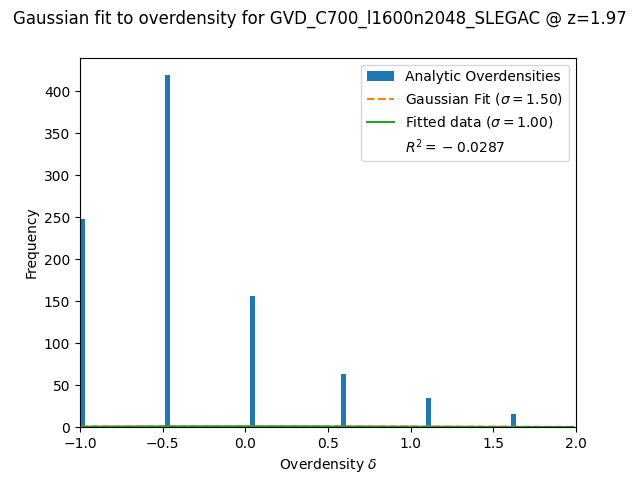 Gaussian fit to overdensity for GVD_C700_l1600n2048_SLEGAC @ z=1.97
Analytic Overdensities
Gaussian Fit (σ = 1.50)
Fitted data (σ = 1.00)
R² = −0.0287
Frequency
400
350
300
250
200
150
100
50
0
−1.0 −0.5 0.0 0.5 1.0 1.5 2.0
Overdensity δ